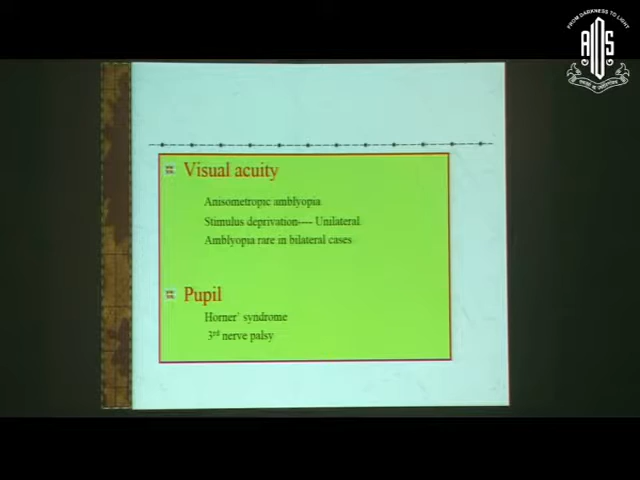 FROM DARKNESS TO LIGHT
AIOS
Visual acuity
Anisometropic amblyopia
Stimulus deprivation---- Unilateral
Amblyopia rare in bilateral cases
Pupil
Horner' syndrome
3rd nerve palsy